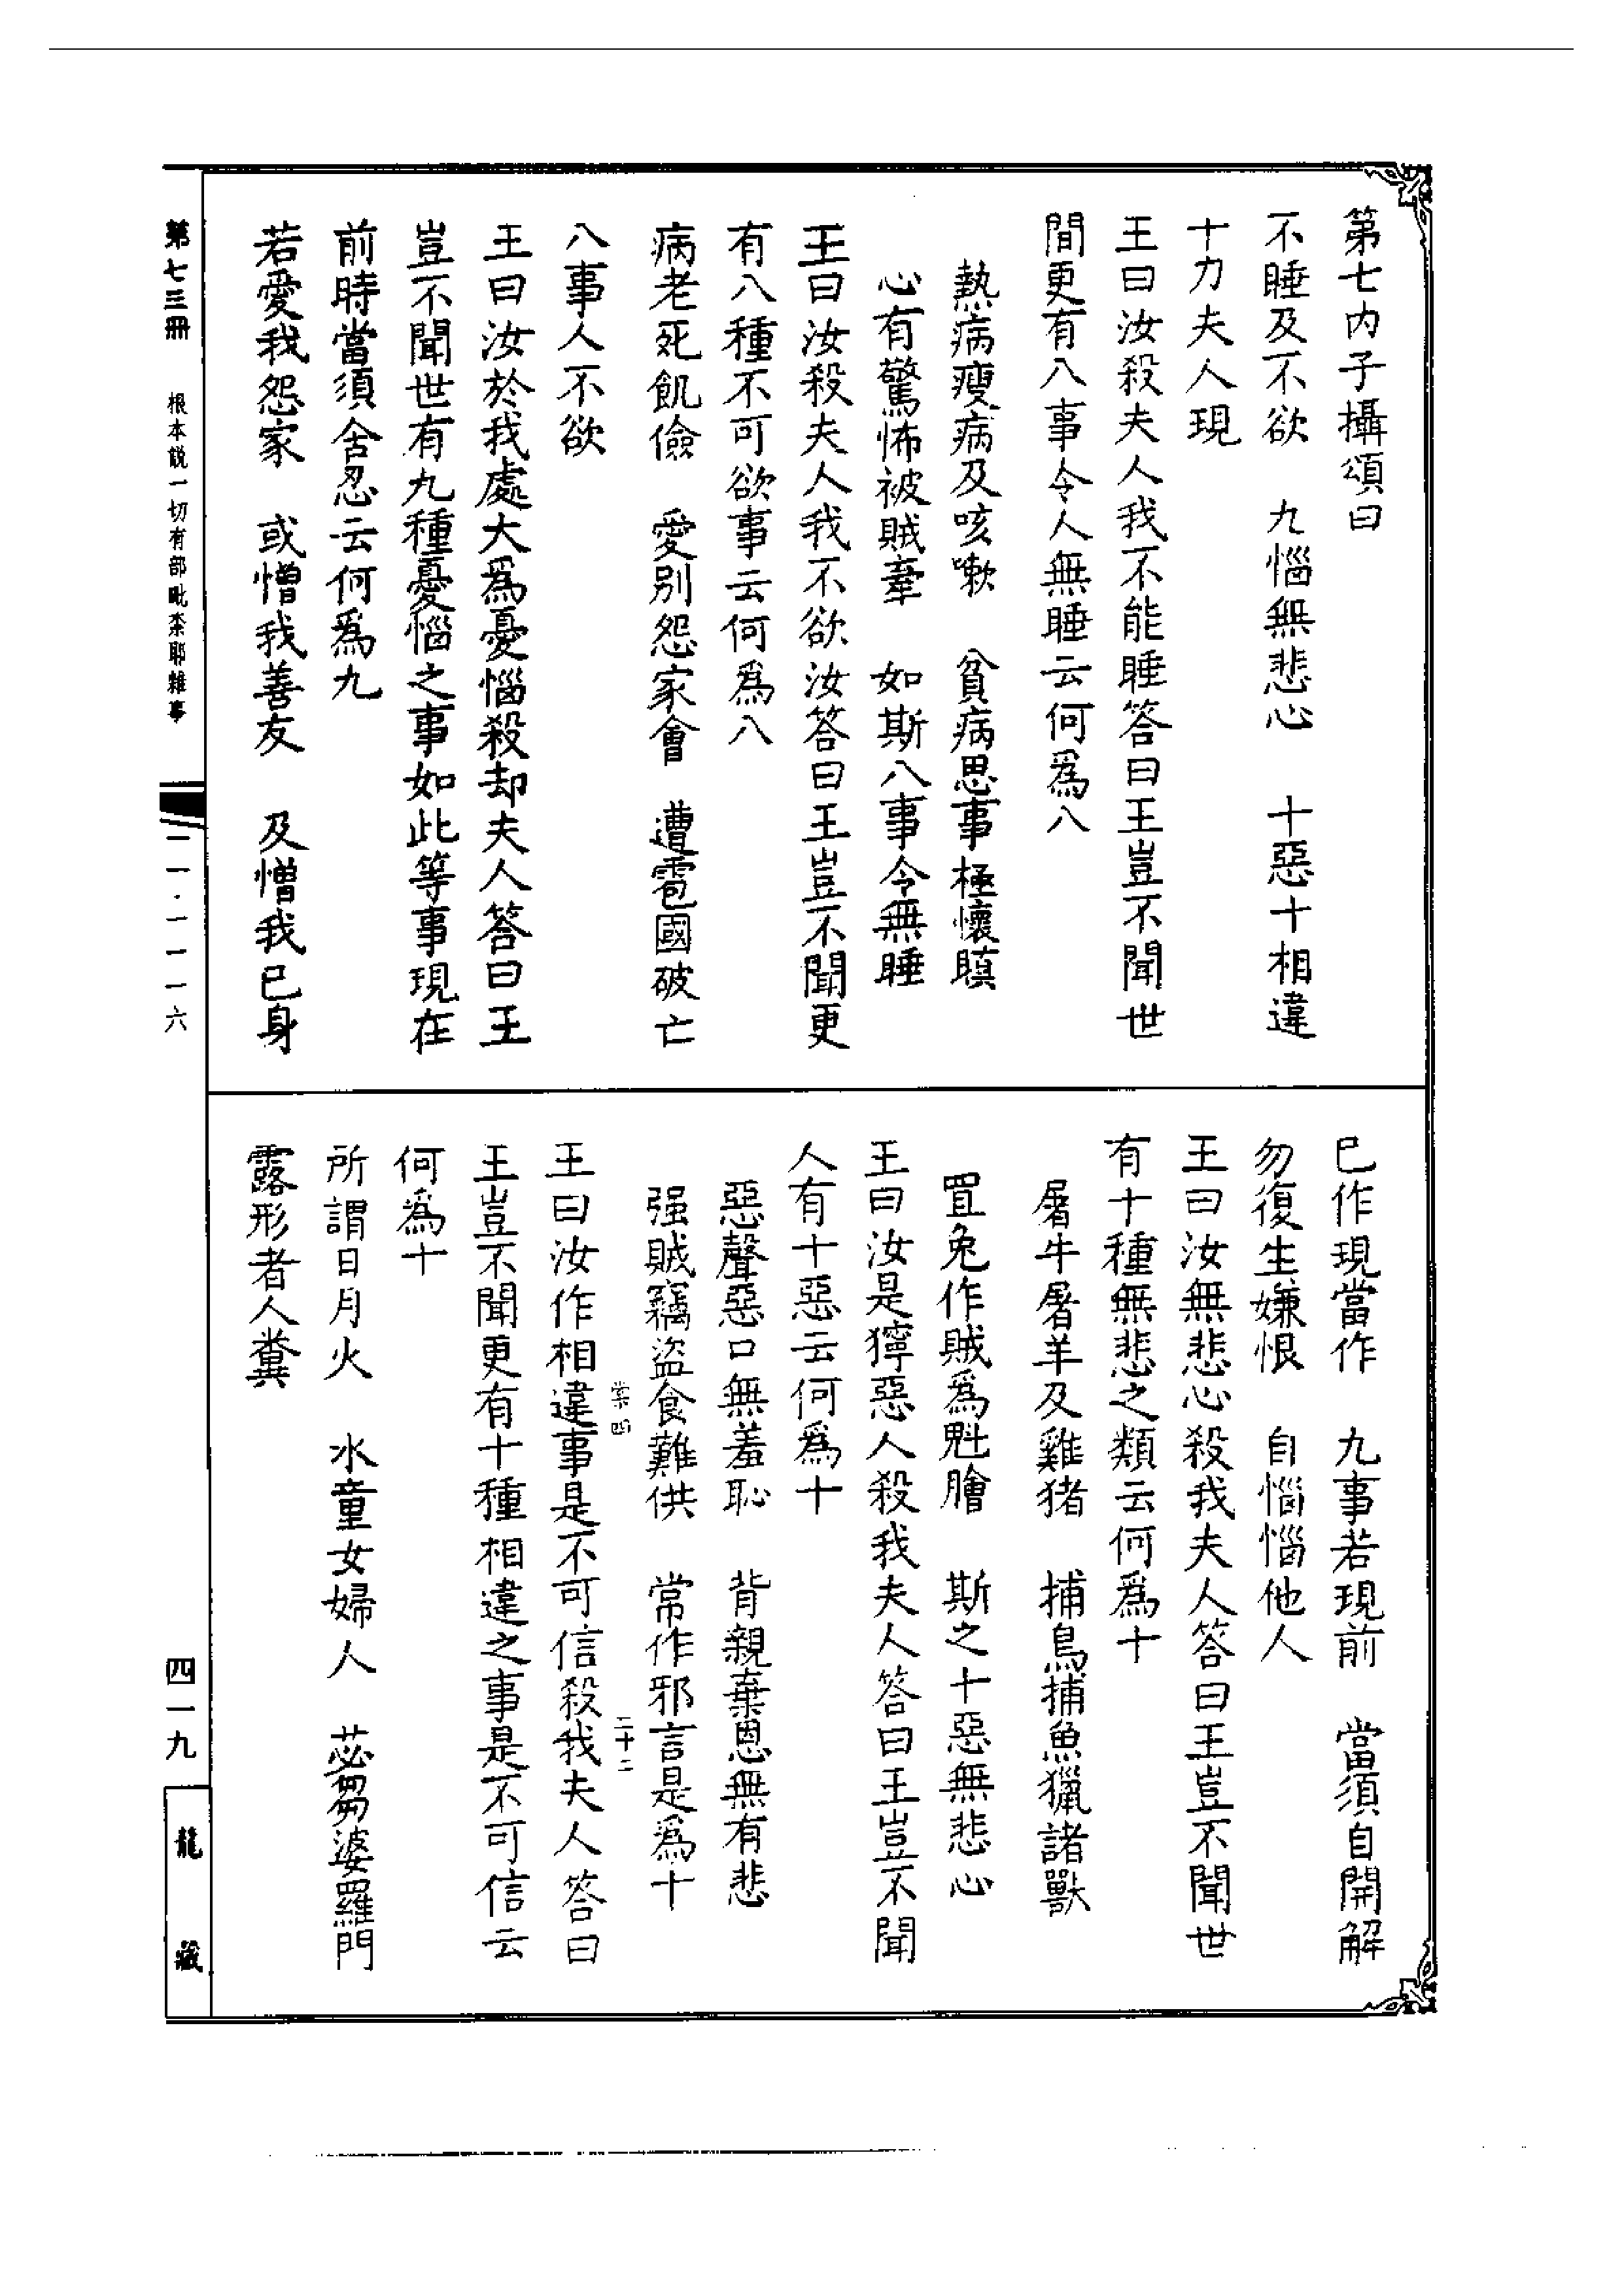 第七内子攝頌曰
不睡及不欲　九惱無悲心　十惡十相違
十力夫人現
王曰汝殺夫人我不能睡答曰王豈不聞世
間更有八事令人無睡云何爲八
熱病瘦病及咳嗽　貧病思事極懷瞋
心有驚怖被賊牽　如斯八事令無睡
王曰汝殺夫人我不欲汝答曰王豈不聞更
有八種不可欲事云何爲八
病老死飢儉　愛別怨家會　遭雹國破亡
八事人不欲
王曰汝於我處大爲憂惱殺却夫人答曰王
豈不聞世有九種憂惱之事如此等事現在
前時當須舍忍云何爲九
若愛我怨家　或憎我善友　及憎我已身
已作現當作　九事若現前　當須自開解
勿復生嫌恨　自惱惱他人
王曰汝無悲心殺我夫人答曰王豈不聞世
有十種無悲之類云何爲十
屠牛屠羊及雞猪　捕鳥捕魚獵諸獸
罝兔作賊爲魁膾　斯之十惡無悲心
王曰汝是獰惡人殺我夫人答曰王豈不聞
人有十惡云何爲十
惡聲惡口無羞恥　背親棄恩無有悲
强賊竊盜食難供　常作邪言是爲十
棠四　二十二
王曰汝作相違事是不可信殺我夫人答曰
王豈不聞更有十種相違之事是不可信云
何爲十
所謂日月火　水童女婦人　苾芻婆羅門
露形者人糞
第七三冊　根本説一切有部毗柰耶雜事　二一·一一一六　四一九　龍藏